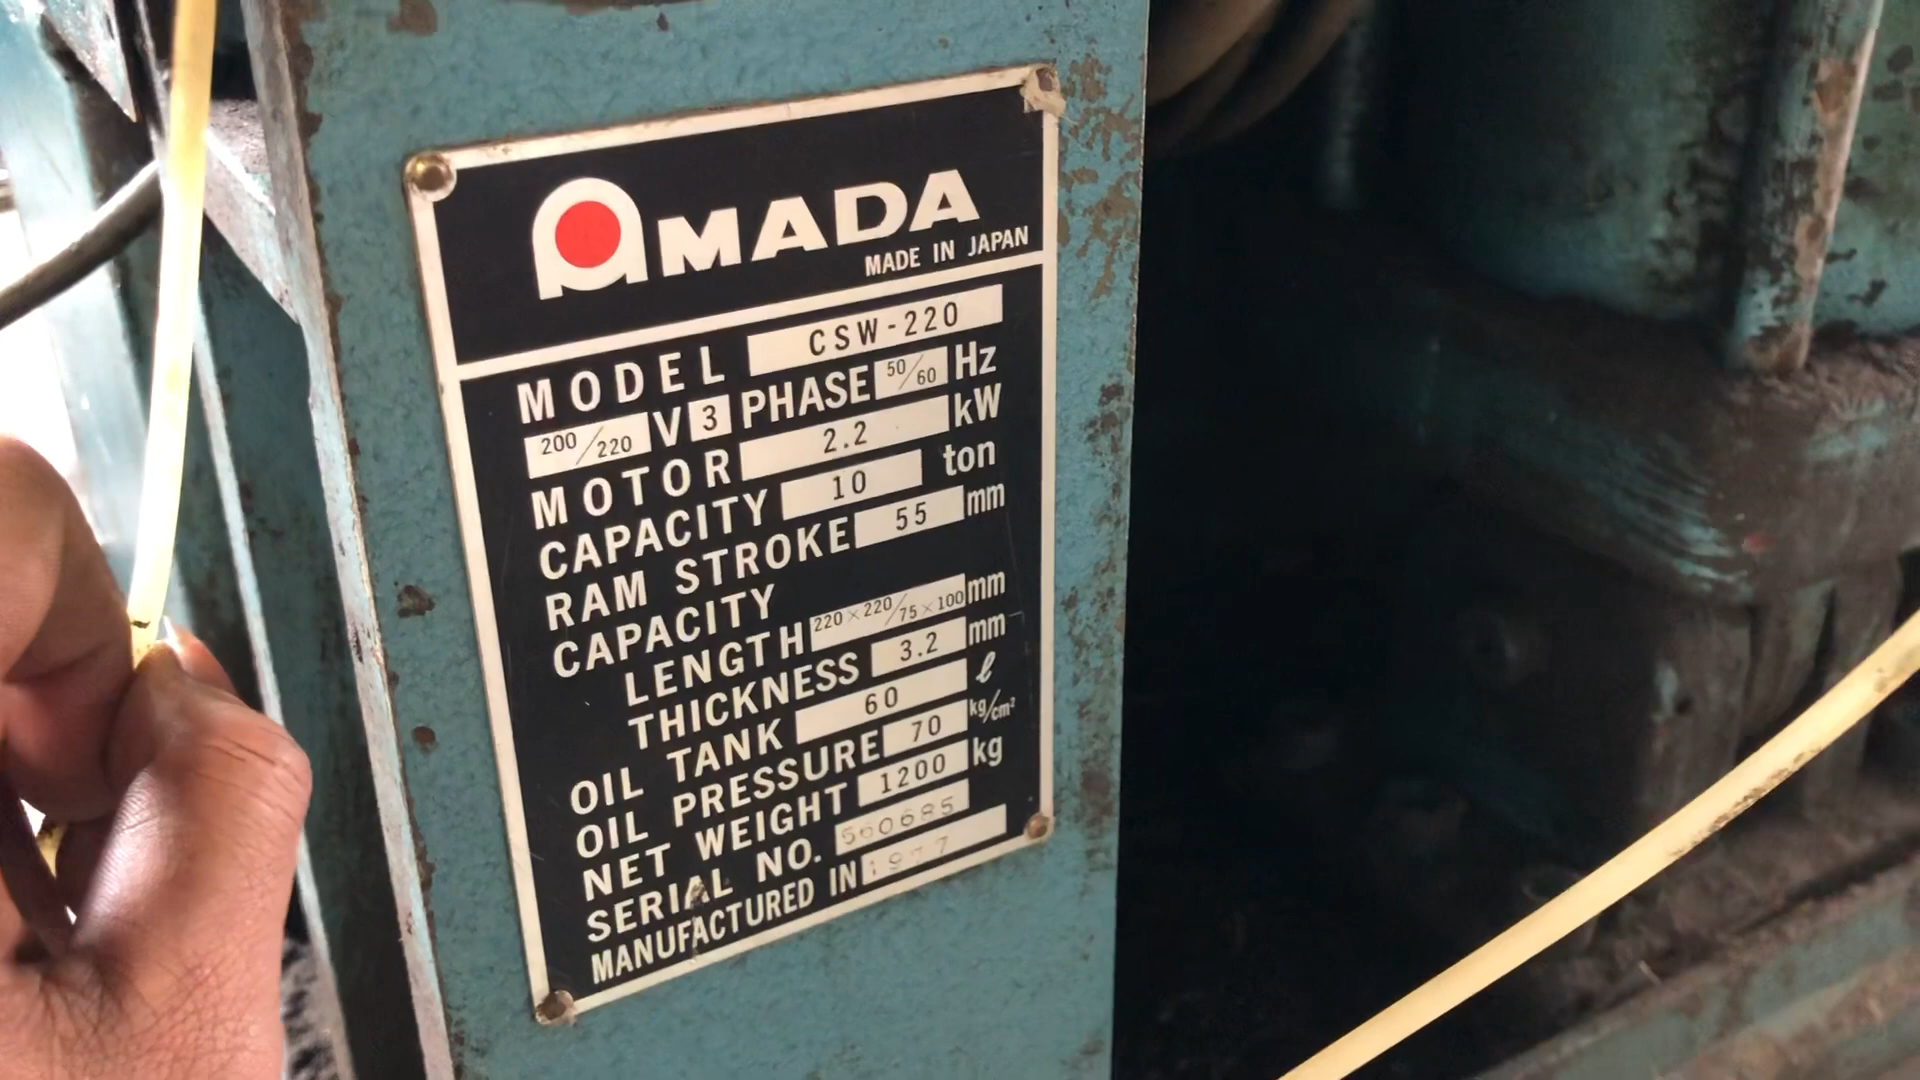 AMADA
MADE IN JAPAN
MODEL CSW-220
200/220 V 3 PHASE 50/60 Hz
MOTOR 2.2 kW
CAPACITY 10 ton
RAM STROKE 55 mm
CAPACITY
LENGTH 220×220/75×100 mm
THICKNESS 3.2 mm
OIL TANK 60 ℓ
OIL PRESSURE 70 kg/cm²
NET WEIGHT 1200 kg
SERIAL NO. 560685
MANUFACTURED IN